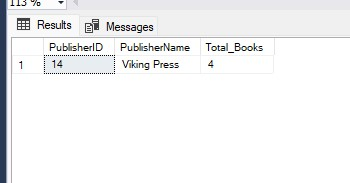 113 %
Results Messages
PublisherID PublisherName Total_Books
1 14 Viking Press 4